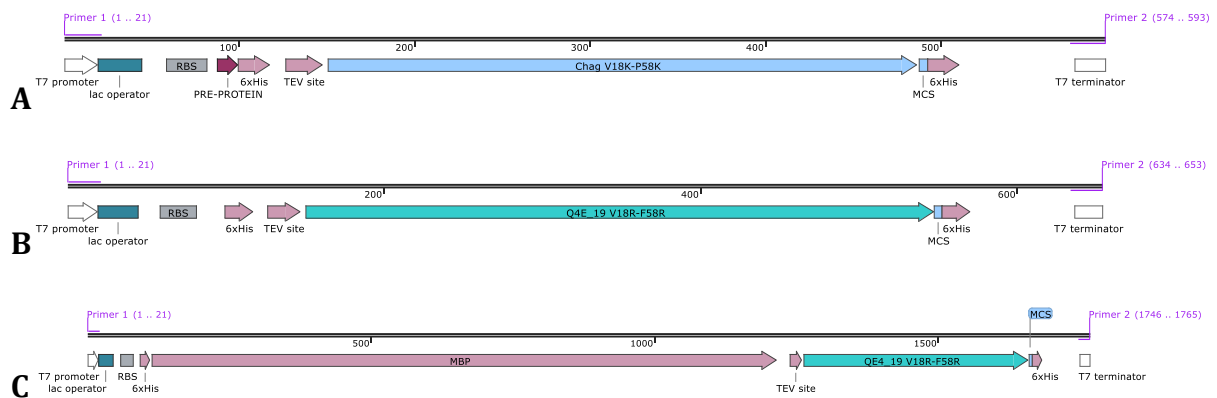 Primer 1 (1 .. 21)
Primer 2 (574 .. 593)
100
200
300
400
500
RBS
Chag V18K-P58K
T7 promoter
6xHis
TEV site
6xHis
T7 terminator
lac operator
PRE-PROTEIN
MCS
A
Primer 1 (1 .. 21)
Primer 2 (634 .. 653)
200
400
600
RBS
Q4E_19 V18R-F58R
T7 promoter
6xHis
TEV site
6xHis
T7 terminator
lac operator
MCS
B
Primer 1 (1 .. 21)
MCS
Primer 2 (1746 .. 1765)
500
1000
1500
MBP
QE4_19 V18R-F58R
T7 promoter
RBS
6xHis
T7 terminator
lac operator
6xHis
TEV site
C